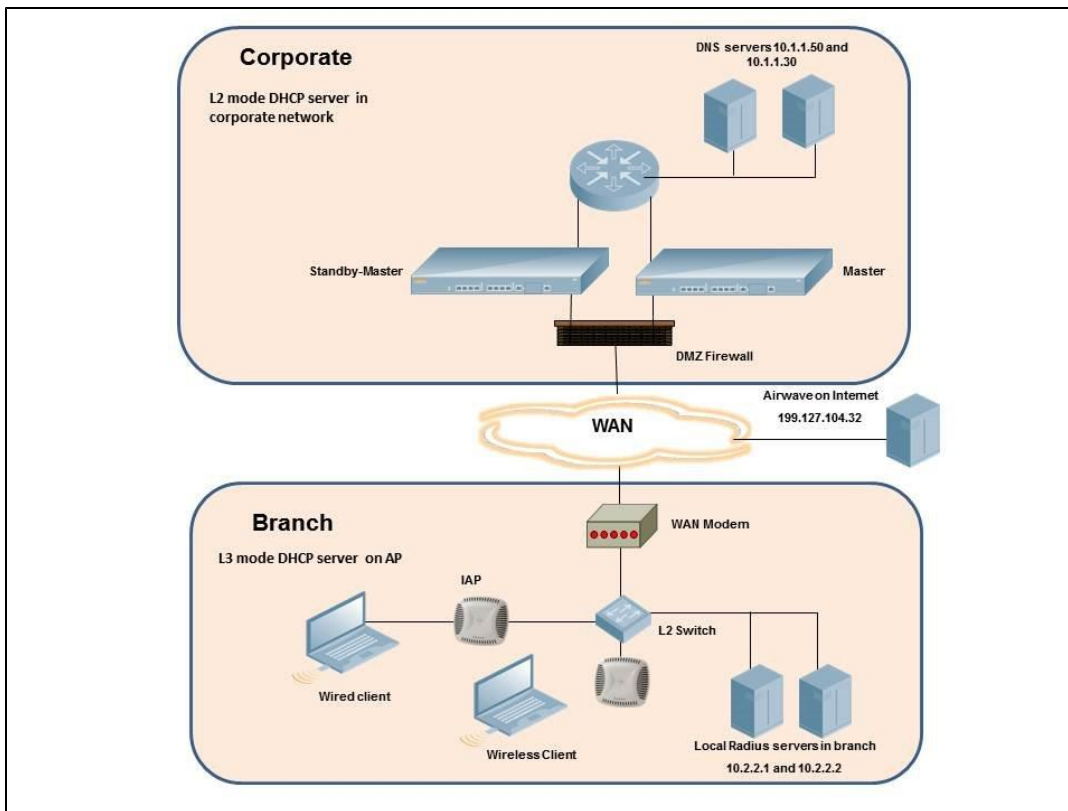 Corporate
DNS servers 10.1.1.50 and
10.1.1.30
L2 mode DHCP server in
corporate network
Standby-Master
Master
DMZ Firewall
Airwave on Internet
199.127.104.32
WAN
Branch
WAN Modem
L3 mode DHCP server on AP
IAP
L2 Switch
Wired client
Wireless Client
Local Radius servers in branch
10.2.2.1 and 10.2.2.2